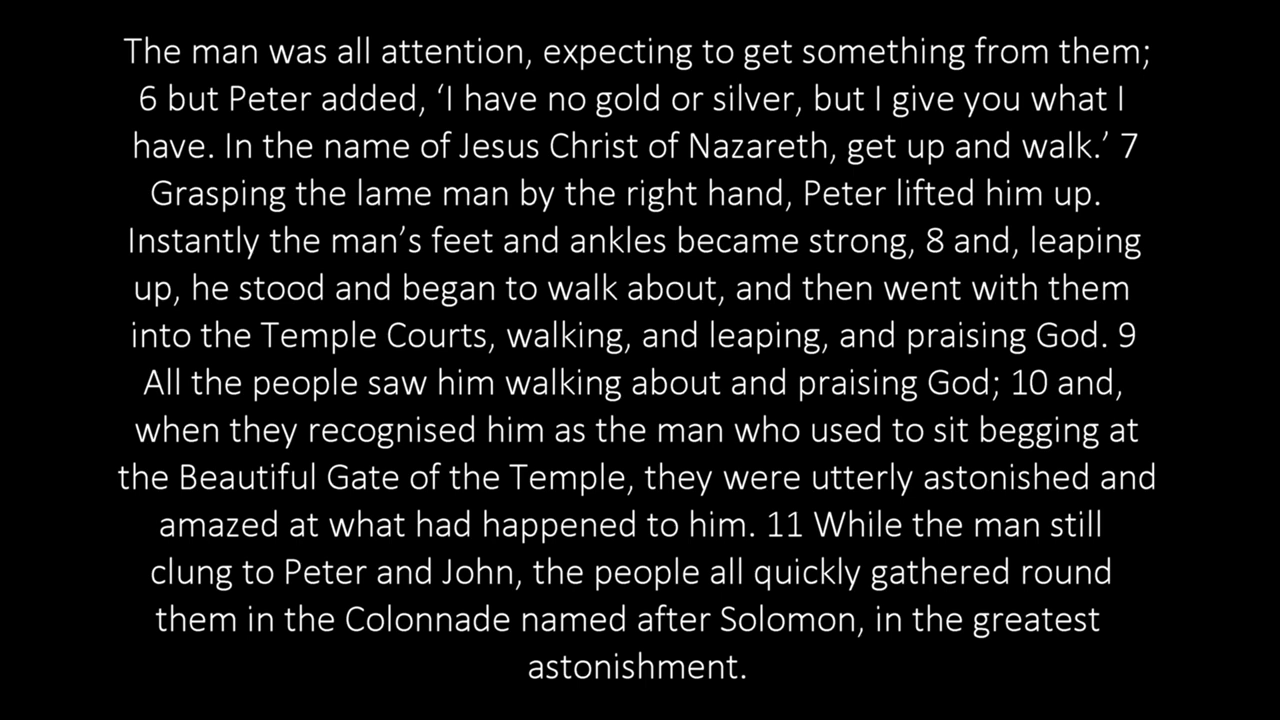 The man was all attention, expecting to get something from them;
6 but Peter added, ‘I have no gold or silver, but I give you what I
have. In the name of Jesus Christ of Nazareth, get up and walk.’ 7
Grasping the lame man by the right hand, Peter lifted him up.
Instantly the man’s feet and ankles became strong, 8 and, leaping
up, he stood and began to walk about, and then went with them
into the Temple Courts, walking, and leaping, and praising God. 9
All the people saw him walking about and praising God; 10 and,
when they recognised him as the man who used to sit begging at
the Beautiful Gate of the Temple, they were utterly astonished and
amazed at what had happened to him. 11 While the man still
clung to Peter and John, the people all quickly gathered round
them in the Colonnade named after Solomon, in the greatest
astonishment.